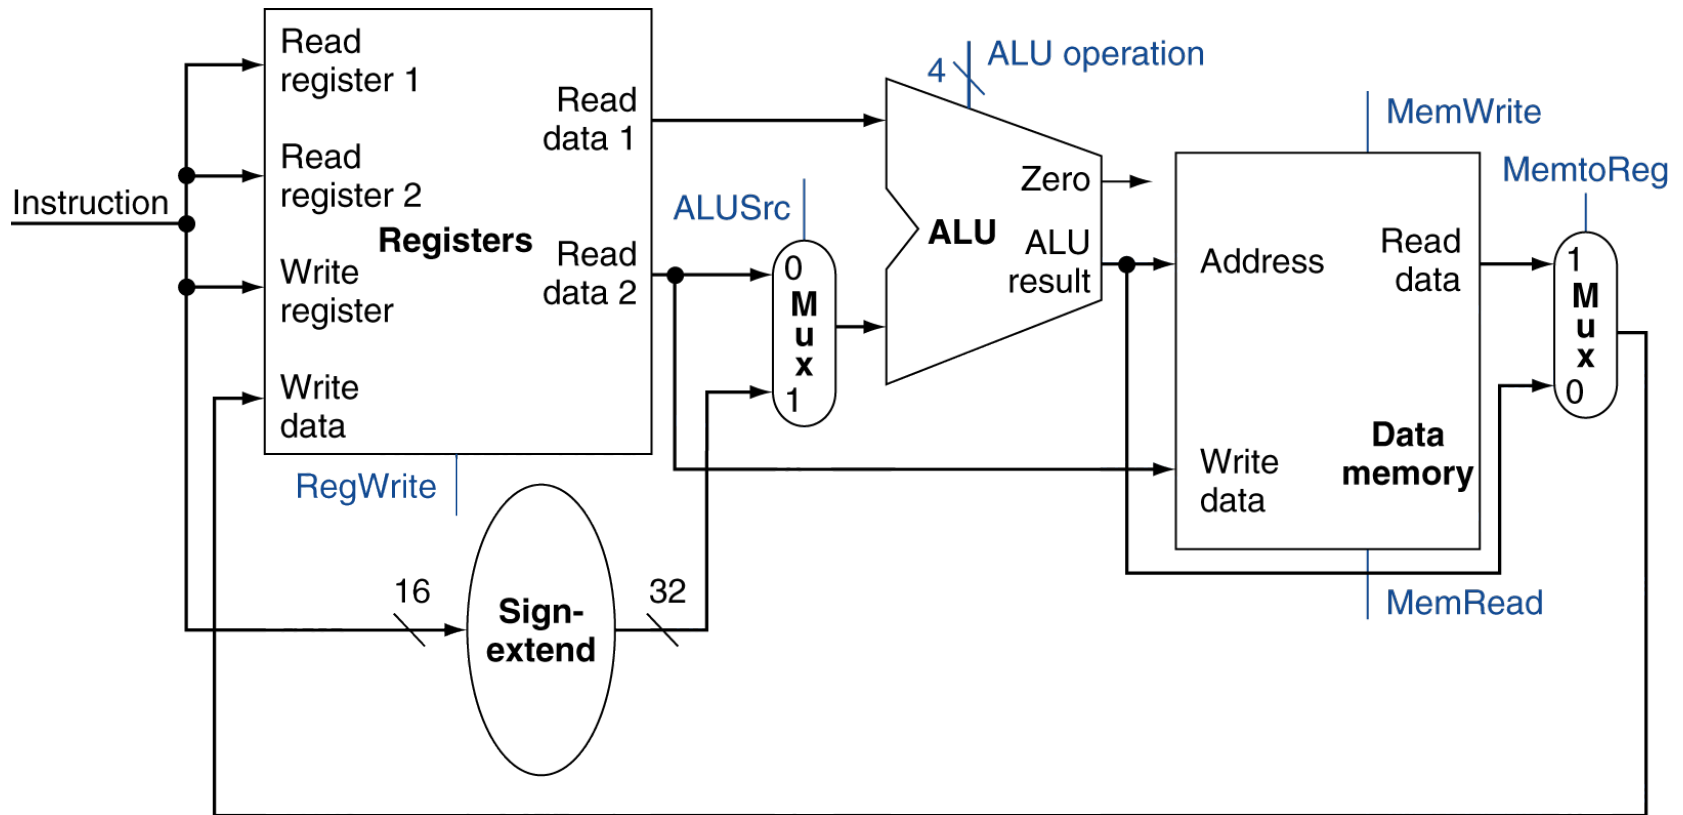 Instruction
Read
register 1
Read
register 2
Write
register
Write
data
Registers
Read
data 1
Read
data 2
RegWrite
16
Sign-
extend
32
ALUSrc
0
M
u
x
1
4
ALU operation
ALU
Zero
ALU
result
MemWrite
Address
Read
data
Write
data
Data
memory
MemRead
MemtoReg
1
M
u
x
0